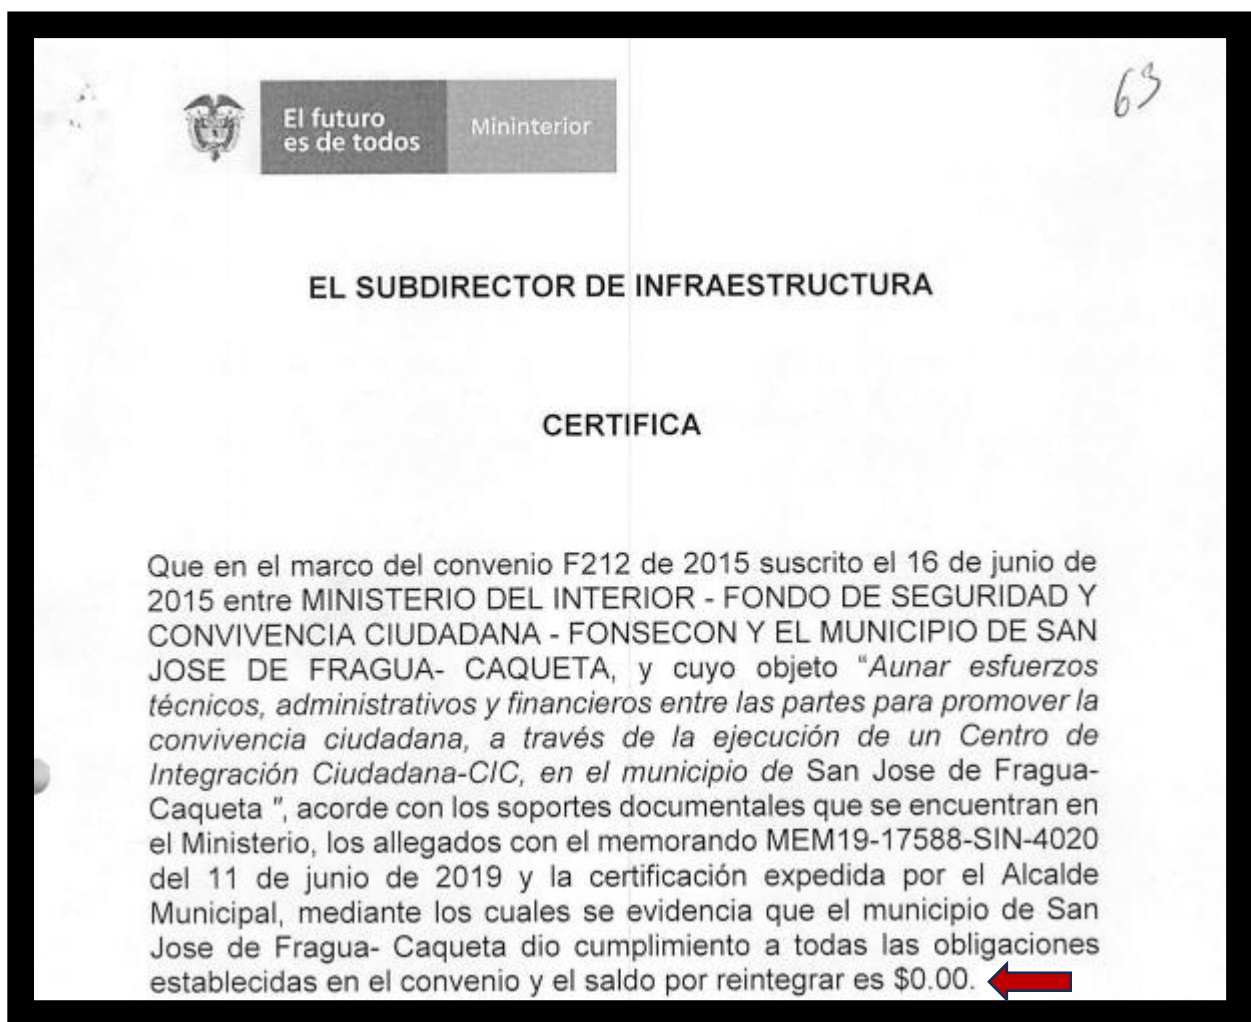 63
El futuro
es de todos
Mininterior
EL SUBDIRECTOR DE INFRAESTRUCTURA
CERTIFICA
Que en el marco del convenio F212 de 2015 suscrito el 16 de junio de
2015 entre MINISTERIO DEL INTERIOR - FONDO DE SEGURIDAD Y
CONVIVENCIA CIUDADANA - FONSECON Y EL MUNICIPIO DE SAN
JOSE DE FRAGUA- CAQUETA, y cuyo objeto “Aunar esfuerzos
técnicos, administrativos y financieros entre las partes para promover la
convivencia ciudadana, a través de la ejecución de un Centro de
Integración Ciudadana-CIC, en el municipio de San Jose de Fragua-
Caqueta ", acorde con los soportes documentales que se encuentran en
el Ministerio, los allegados con el memorando MEM19-17588-SIN-4020
del 11 de junio de 2019 y la certificación expedida por el Alcalde
Municipal, mediante los cuales se evidencia que el municipio de San
Jose de Fragua- Caqueta dio cumplimiento a todas las obligaciones
establecidas en el convenio y el saldo por reintegrar es $0.00.